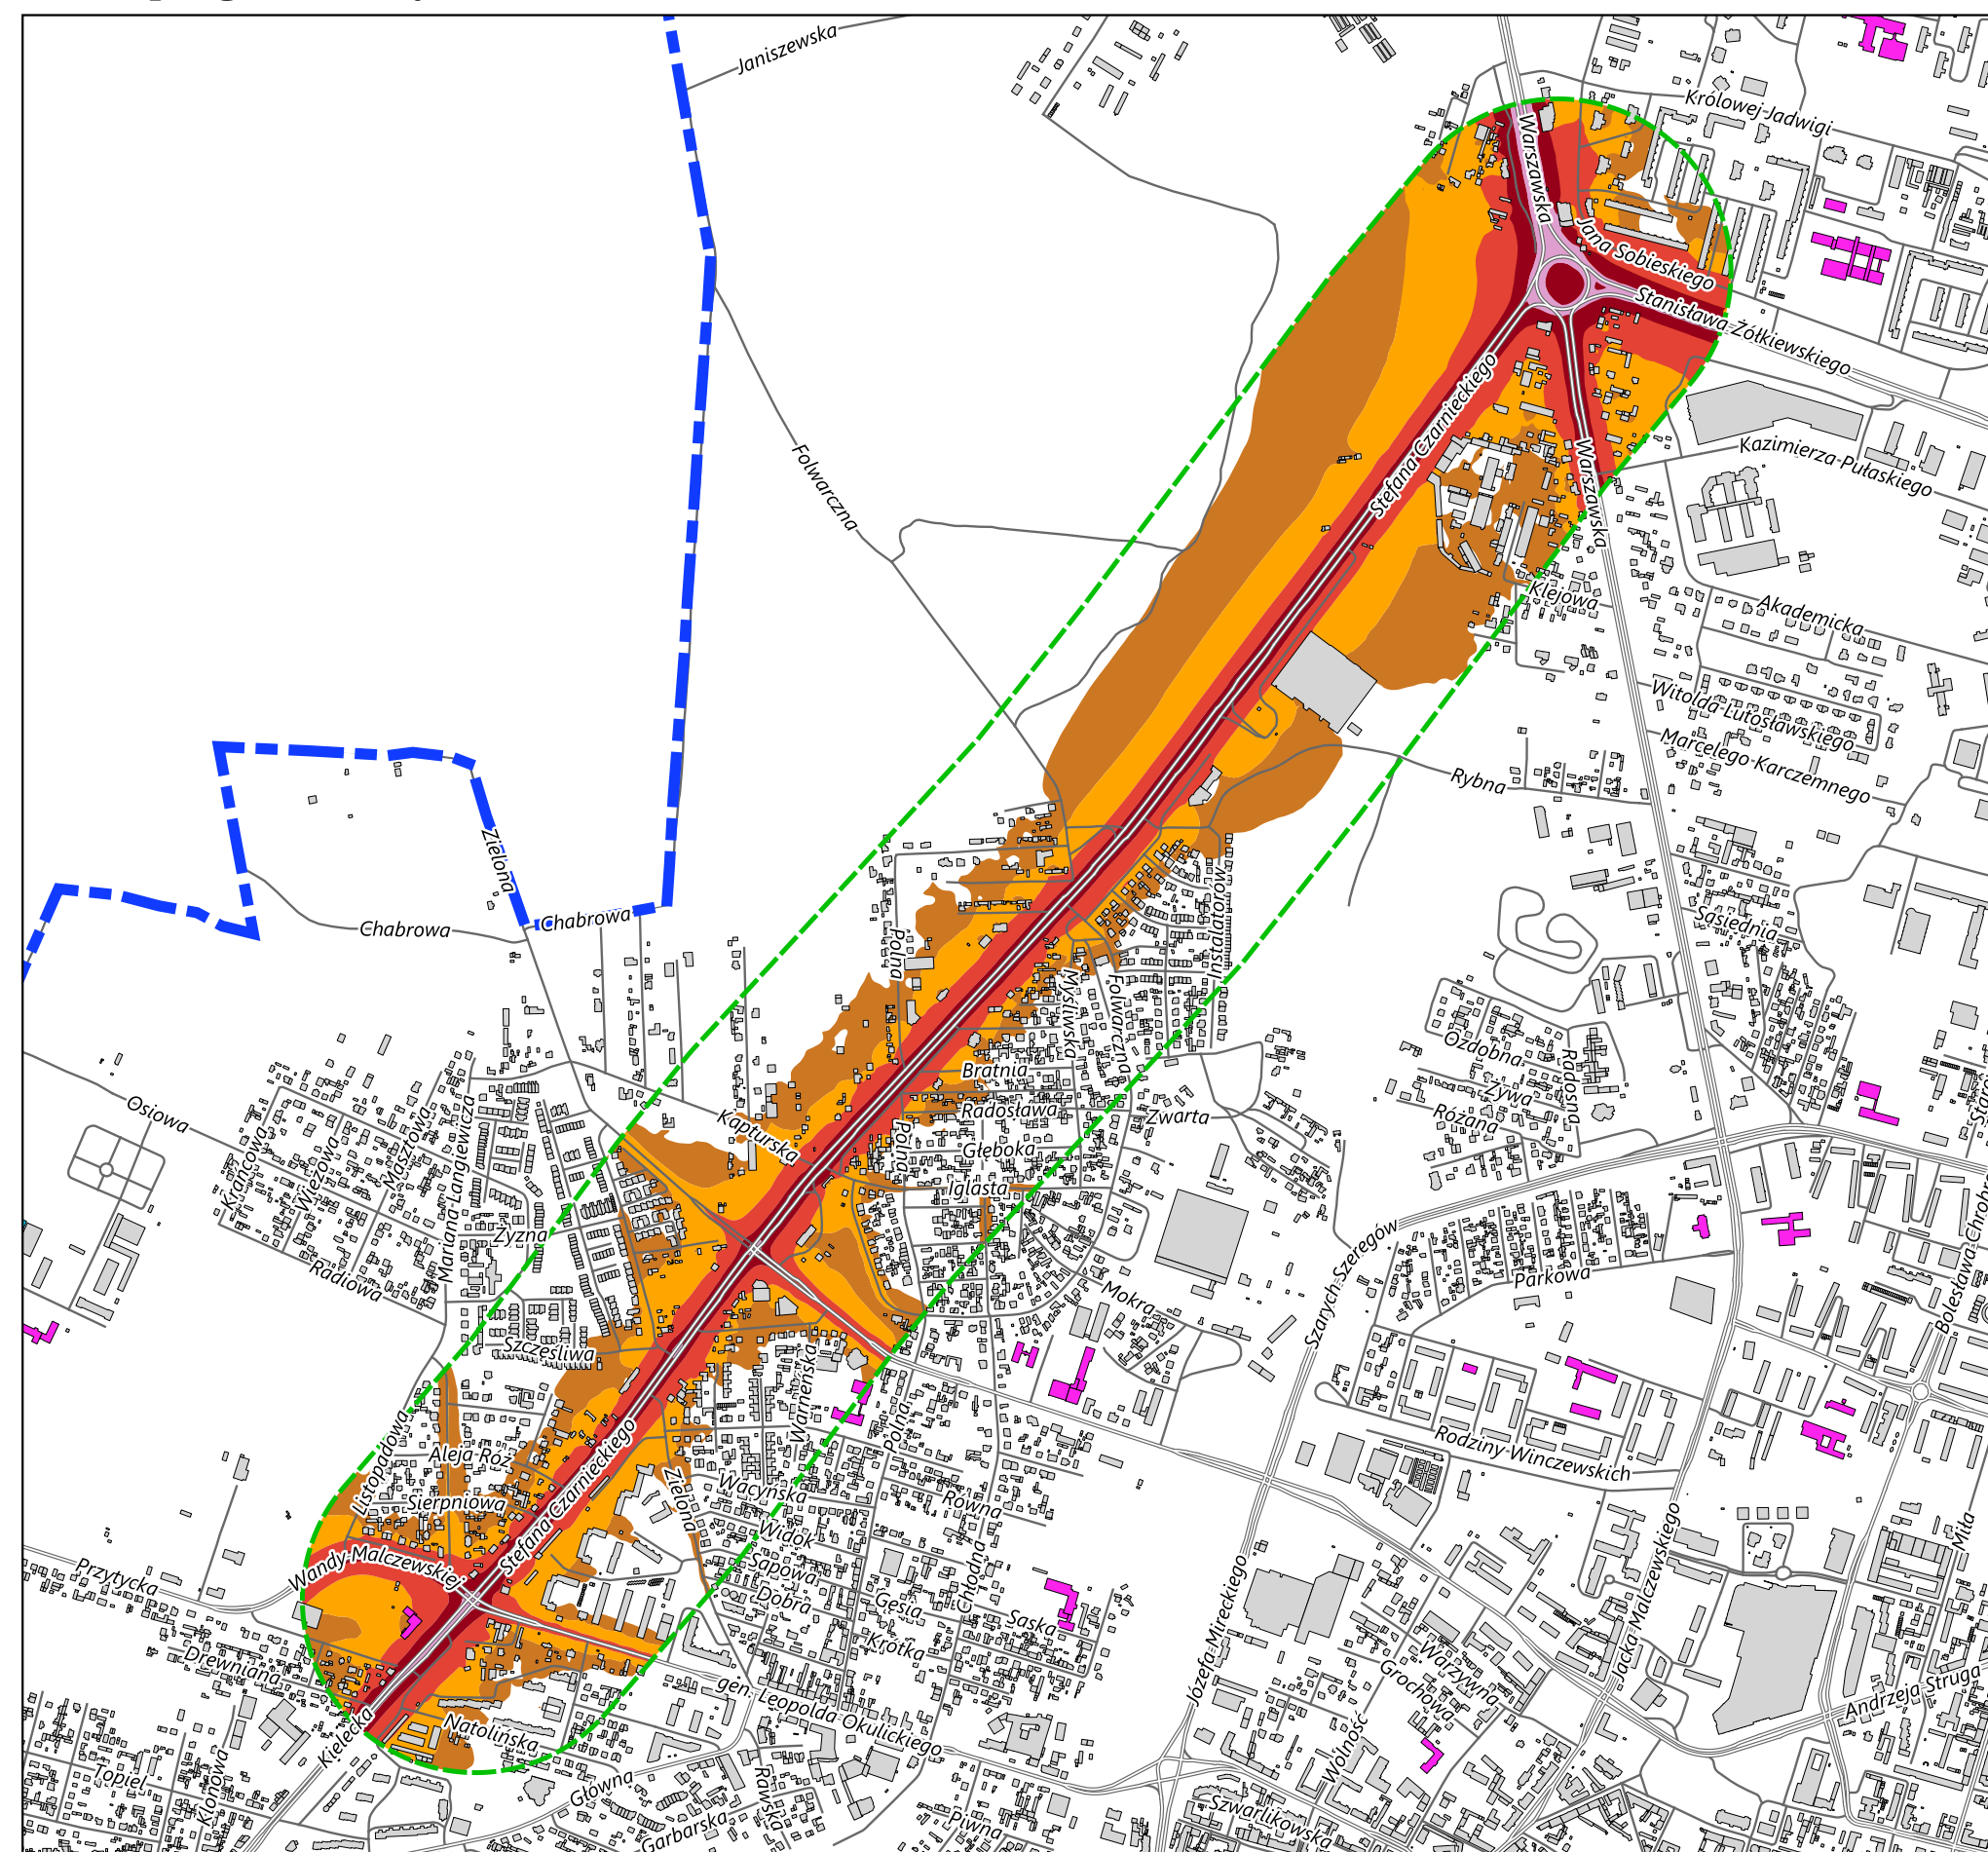 Janiszewska
Królowej Jadwigi
Warszawska
Jana Sobieskiego
Stanisława Żółkiewskiego
Stefana Czarnieckiego
Kazimierza Pułaskiego
Warszawska
Folwarczna
Klejowa
Akademicka
Witolda Lutosławskiego
Marcelego Karczemnego
Rybna
Zielona
Instalatorów
Sąsiednia
Chabrowa
Chabrowa
Polna
Myśliwska
Folwarczna
Ozdobna
Radosna
Bratnia
Żywa
Osiowa
Masztowa
Mariana Langiewicza
Radosława
Zwarta
Różana
Kapturska
Krańcowa
Wieżowa
Polna
Głęboka
Iglasta
Żyzna
Szarych Szeregów
Parkowa
Radiowa
Mokra
Szczęśliwa
Warneńska
Listopadowa
Polna
Aleja Róż
Stefana Czarnieckiego
Rodziny Winczewskich
Zielona
Wacyńska
Sierpniowa
Równa
Widok
Miła
Sapowa
Wandy Malczewskiej
Przytycka
Dobra
Gęsta
Chłodna
Saska
Józefa Mireckiego
Jacka Malczewskiego
Krótka
Drewniana
Warzywna
Grochowa
Andrzeja Struga
gen. Leopolda Okulickiego
Kielecka
Natolińska
Wolność
Topiel
Klonowa
Główna
Rawska
Garbarska
Piwna
Szwarlikowska